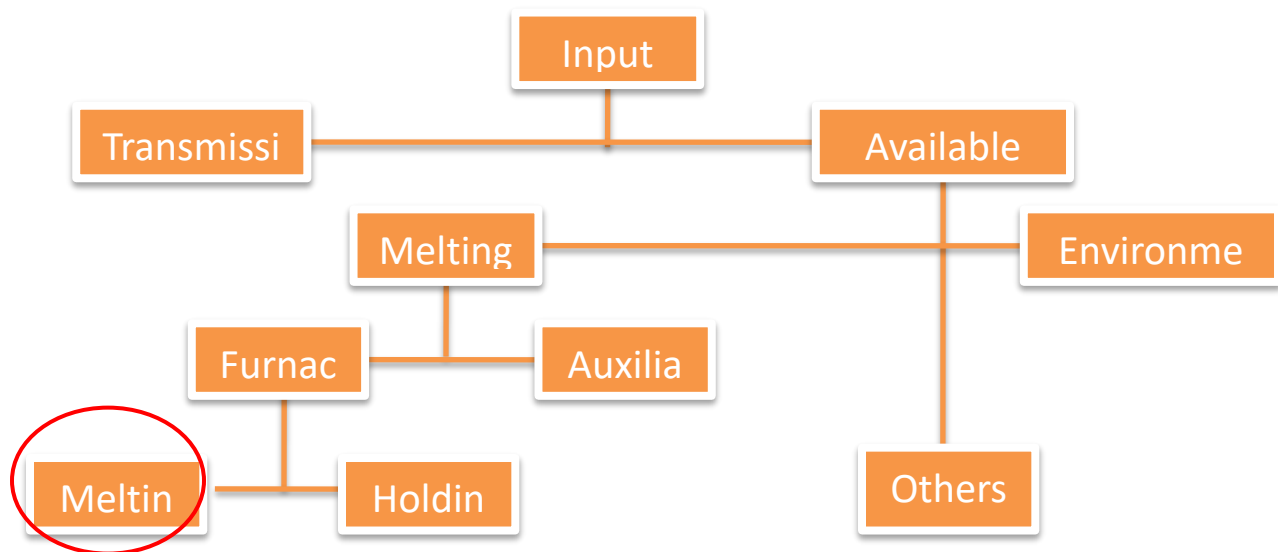 Input
Transmissi
Available
Melting
Environme
Furnac
Auxilia
Meltin
Holdin
Others